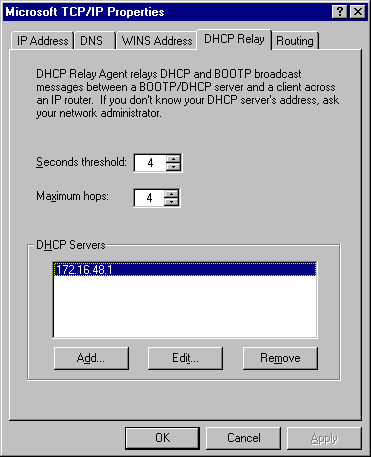 Microsoft TCP/IP Properties
IP Address DNS WINS Address DHCP Relay Routing
DHCP Relay Agent relays DHCP and BOOTP broadcast
messages between a BOOTP/DHCP server and a client across
an IP router. If you don't know your DHCP server's address, ask
your network administrator.
Seconds threshold: 4
Maximum hops: 4
DHCP Servers
172.16.48.1
Add... Edit... Remove
OK Cancel Apply